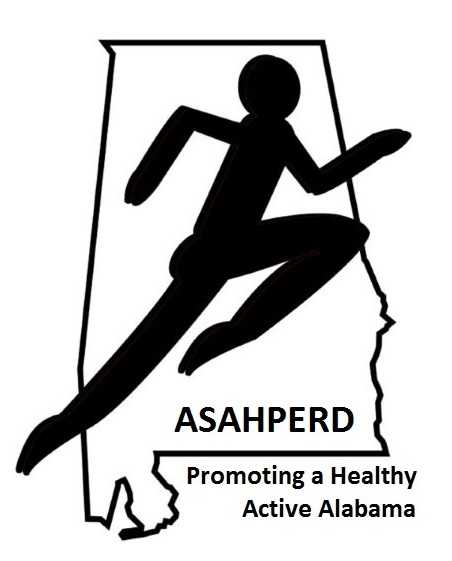 ASAHPERD
Promoting a Healthy
Active Alabama